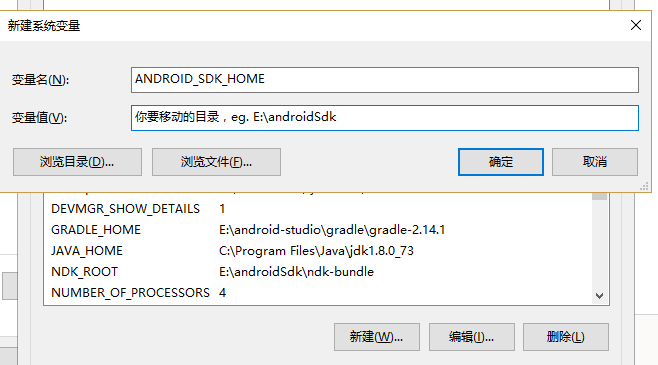 新建系统变量
变量名(N):
ANDROID_SDK_HOME
变量值(V):
你要移动的目录，eg. E:\androidSdk
浏览目录(D)...
浏览文件(F)...
确定
取消
DEVMGR_SHOW_DETAILS 1
GRADLE_HOME E:\android-studio\gradle\gradle-2.14.1
JAVA_HOME C:\Program Files\Java\jdk1.8.0_73
NDK_ROOT E:\androidSdk\ndk-bundle
NUMBER_OF_PROCESSORS 4
新建(W)...
编辑(I)...
删除(L)